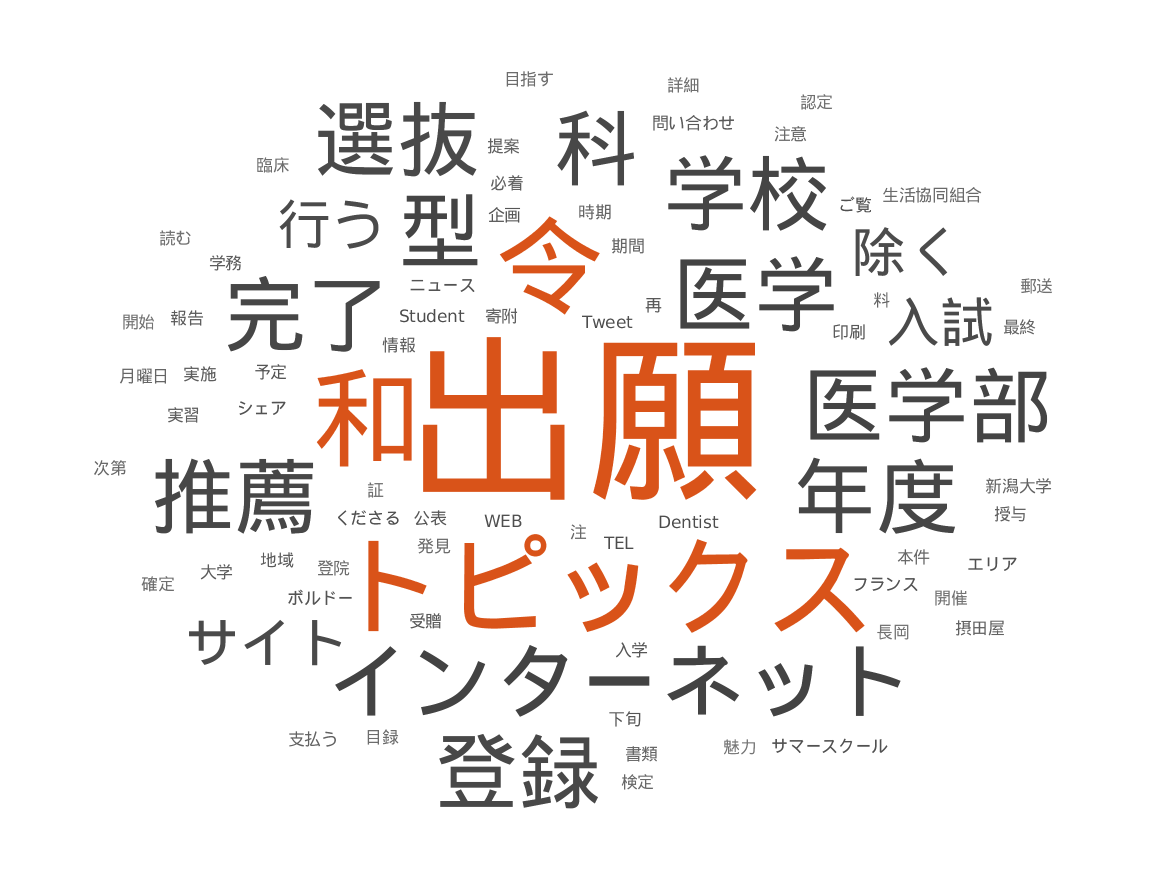 目指す
詳細
認定
選抜
科
問い合わせ
注意
提案
臨床
学校
必着
生活協同組合
行う
型
企画
時期
ご覧
令
読む
期間
除く
学務
医学
ニュース
郵送
完了
料
再
入試
開始
報告
Student
寄附
Tweet
印刷
最終
情報
出願
月曜日
実施
予定
和
医学部
実習
シェア
次第
推薦
年度
証
新潟大学
くださる
公表
WEB
注
Dentist
授与
発見
TEL
トピックス
確定
大学
地域
登院
本件
エリア
ボルドー
フランス
開催
受贈
長岡
摂田屋
サイト
入学
インターネット
下旬
支払う
目録
登録
書類
魅力
サマースクール
検定